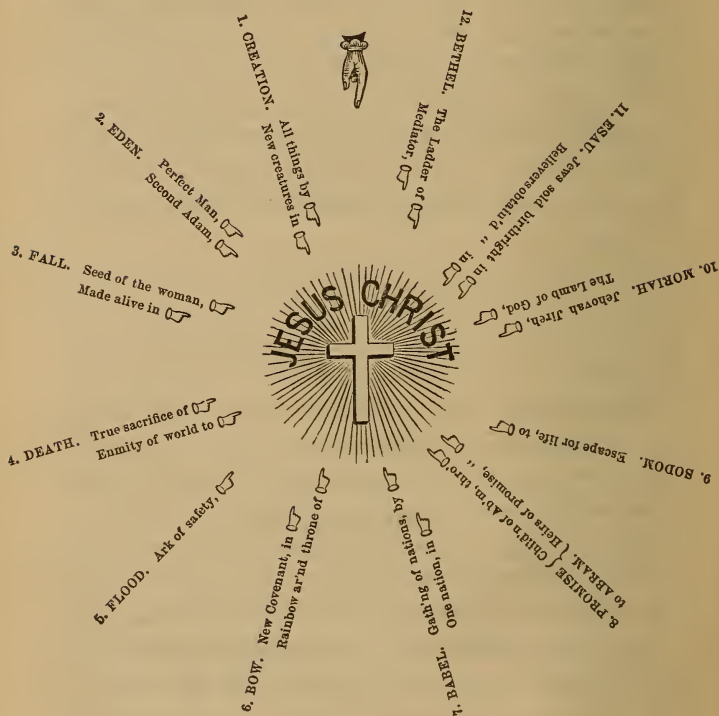 1. CREATION. All things by
New creatures in
2. EDEN. Perfect Man,
Second Adam,
3. FALL. Seed of the woman,
Made alive in
4. DEATH. True sacrifice of
Enmity of world to
5. FLOOD. Ark of safety,
6. BOW. New Covenant, in
Rainbow ar'nd throne of
7. BABEL. Gath'ng of nations, by
One nation, in
8. PROMISE { Child'n of Ab'm, thro'
to ABRAM. { Heirs of promise, "
9. SODOM. Escape for life, to
10. MORIAH. Jehovah Jireh,
The Lamb of God,
11. ESAU. Jews sold birthright in
Believers obtain'd " in
12. BETHEL. The Ladder of
Mediator,
JESUS CHRIST